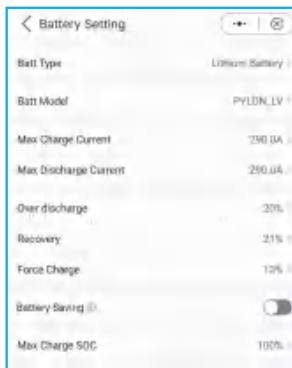 Battery Setting
Batt Type Lithium Battery
Batt Model PYLON_LV
Max Charge Current 290.0A
Max Discharge Current 290.0A
Over discharge 20%
Recovery 21%
Force Charge
Battery Saving
Max Charge SOC 100%